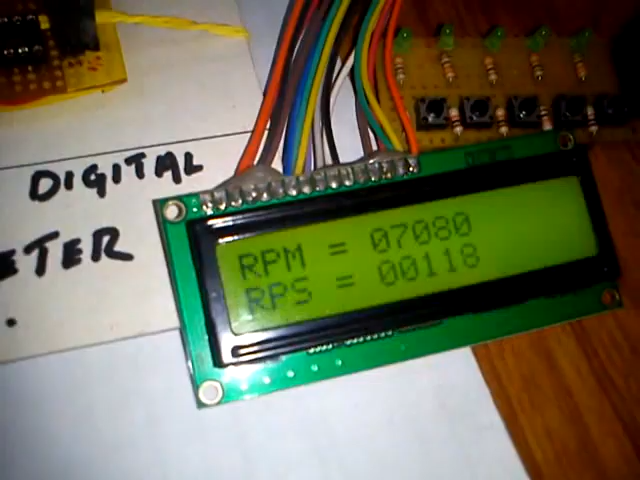 DIGITAL
ETER
RPM = 07080
RPS = 00118